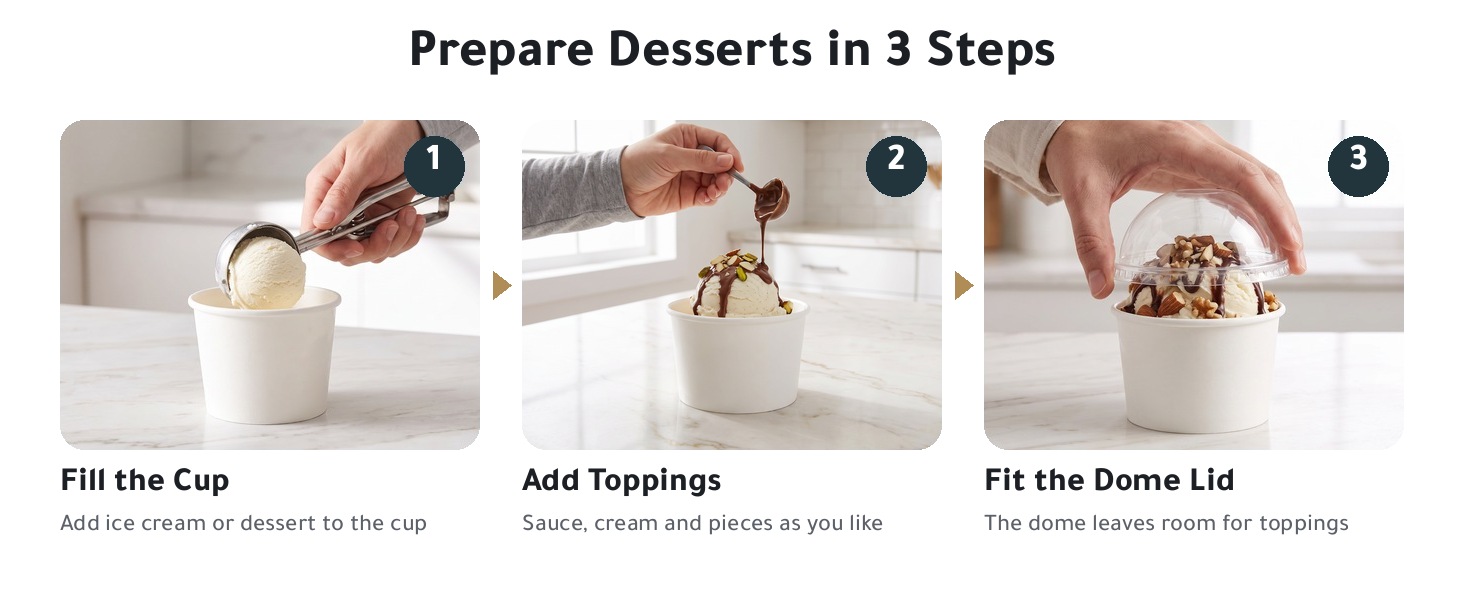 Prepare Desserts in 3 Steps
1
2
3
Fill the Cup
Add ice cream or dessert to the cup
Add Toppings
Sauce, cream and pieces as you like
Fit the Dome Lid
The dome leaves room for toppings